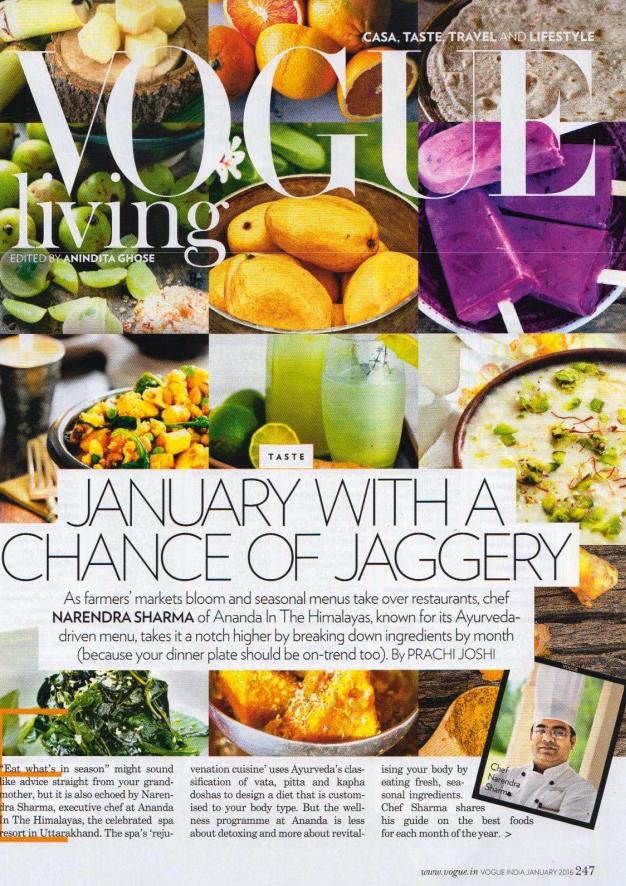 CASA, TASTE, TRAVEL AND LIFESTYLE
VOGUE
living
EDITED BY ANINDITA GHOSE
TASTE
JANUARY WITH A
CHANCE OF JAGGERY
As farmers' markets bloom and seasonal menus take over restaurants, chef
NARENDRA SHARMA of Ananda In The Himalayas, known for its Ayurveda-
driven menu, takes it a notch higher by breaking down ingredients by month
(because your dinner plate should be on-trend too). By PRACHI JOSHI
"Eat what's in season" might sound
like advice straight from your grand-
mother, but it is also echoed by Naren-
dra Sharma, executive chef at Ananda
In The Himalayas, the celebrated spa
resort in Uttarakhand. The spa's 'reju-
venation cuisine' uses Ayurveda's clas-
sification of vata, pitta and kapha
doshas to design a diet that is custom-
ised to your body type. But the well-
ness programme at Ananda is less
about detoxing and more about revital-
ising your body by
eating fresh, sea-
sonal ingredients.
Chef Sharma shares
his guide on the best foods
for each month of the year. >
Chef
Narendra
Sharma
www.vogue.in VOGUE INDIA JANUARY 2016 247